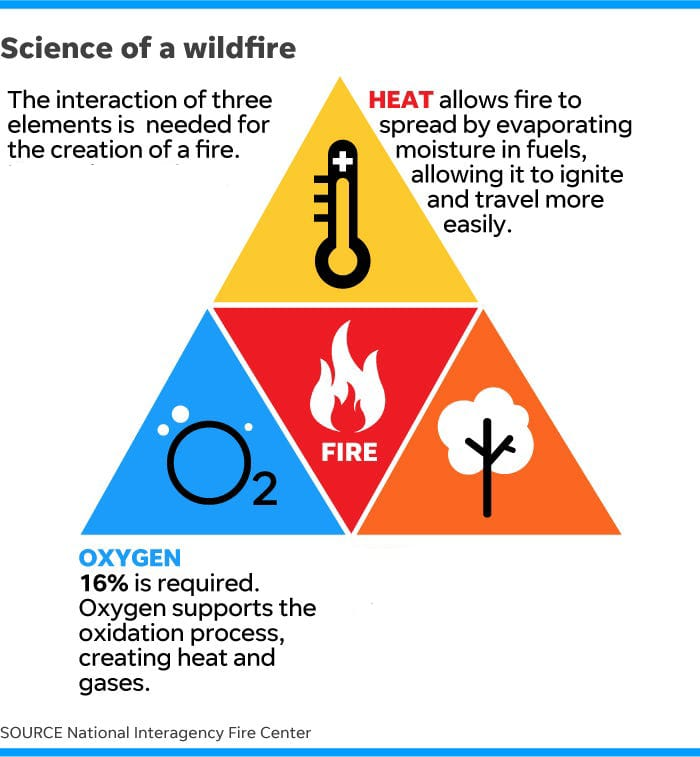 Science of a wildfire
The interaction of three
elements is needed for
the creation of a fire.
HEAT allows fire to
spread by evaporating
moisture in fuels,
allowing it to ignite
and travel more
easily.
O2
FIRE
OXYGEN
16% is required.
Oxygen supports the
oxidation process,
creating heat and
gases.
SOURCE National Interagency Fire Center